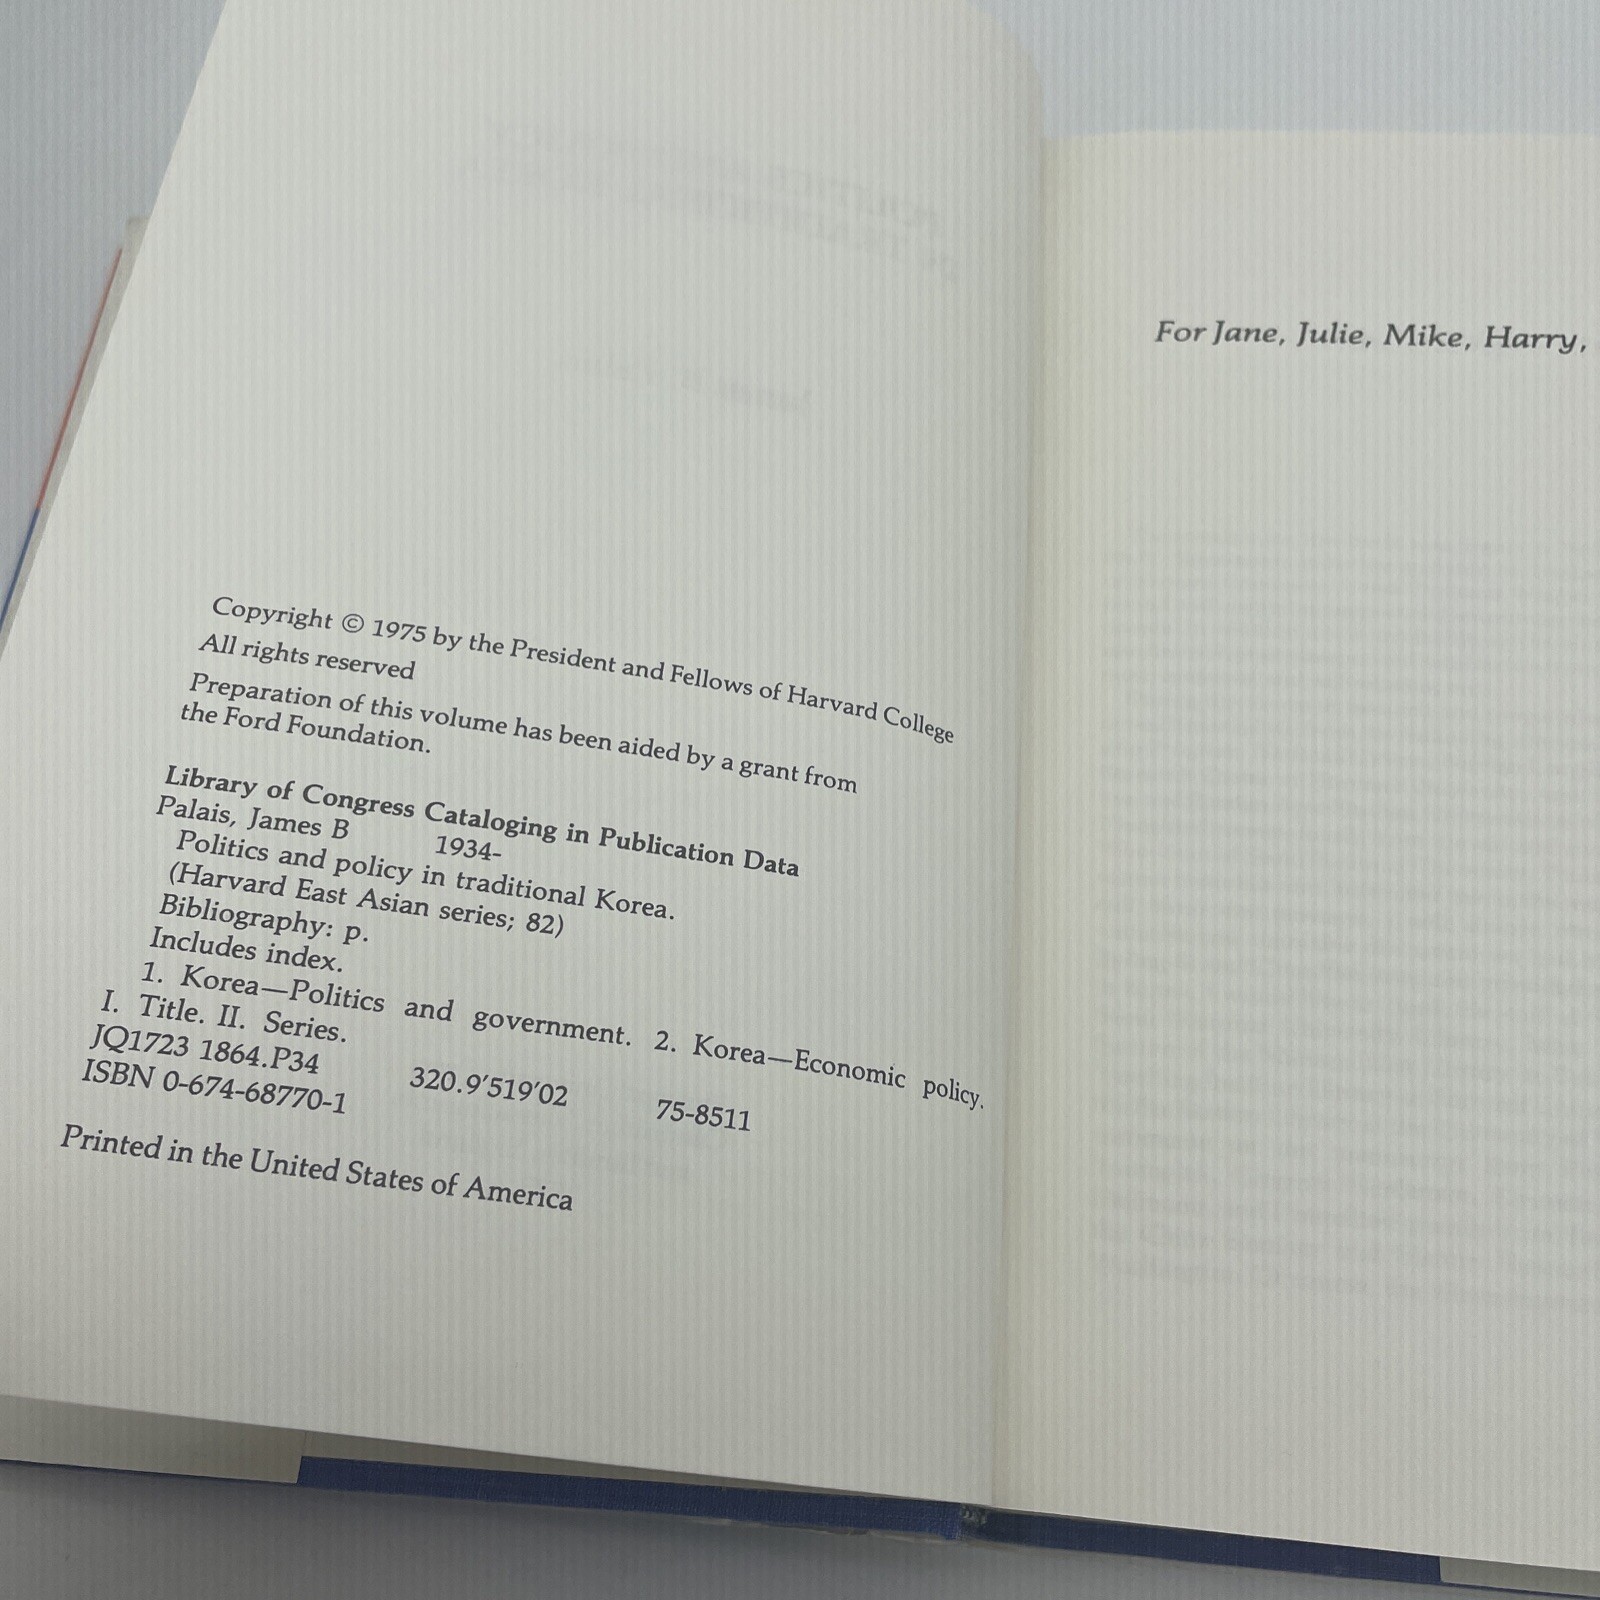 Copyright © 1975 by the President and Fellows of Harvard College
All rights reserved
Preparation of this volume has been aided by a grant from
the Ford Foundation.
Library of Congress Cataloging in Publication Data
Palais, James B 1934-
Politics and policy in traditional Korea.
(Harvard East Asian series; 82)
Bibliography: p.
Includes index.
1. Korea—Politics and government. 2. Korea—Economic policy.
I. Title. II. Series.
JQ1723 1864.P34 320.9'519'02 75-8511
ISBN 0-674-68770-1
Printed in the United States of America
For Jane, Julie, Mike, Harry,